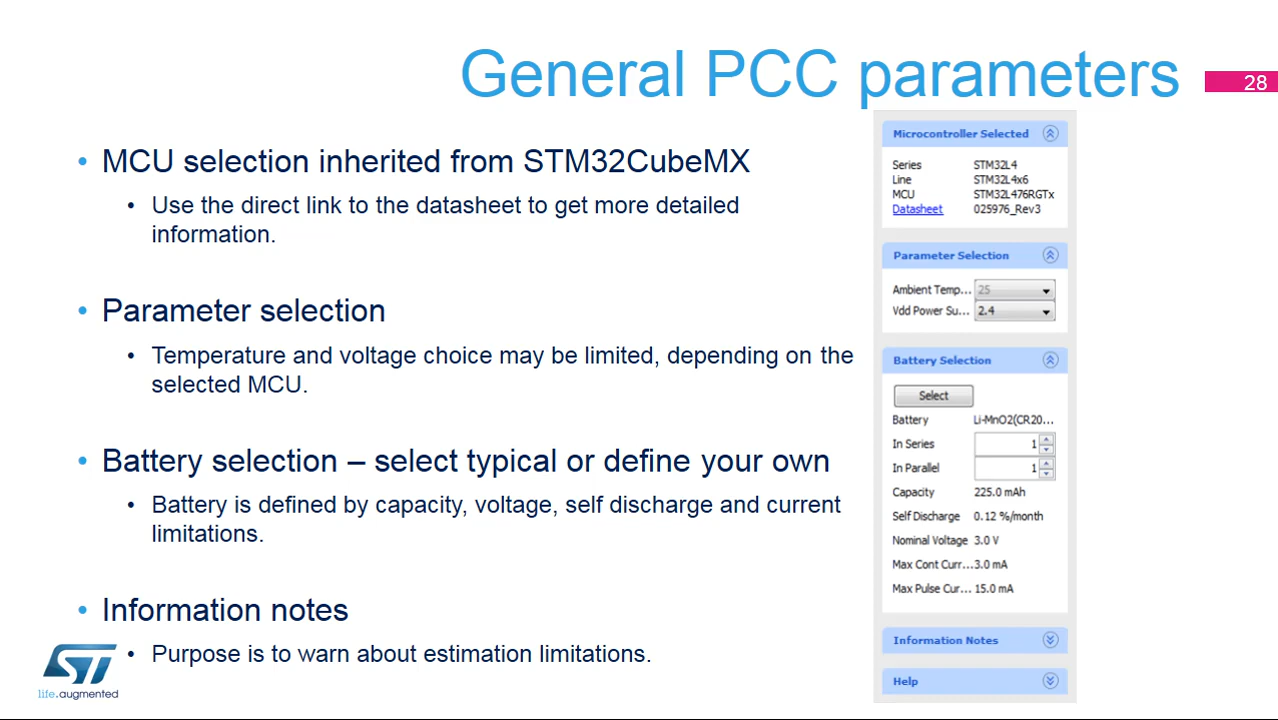 General PCC parameters
28
• MCU selection inherited from STM32CubeMX
• Use the direct link to the datasheet to get more detailed
information.
• Parameter selection
• Temperature and voltage choice may be limited, depending on the
selected MCU.
• Battery selection – select typical or define your own
• Battery is defined by capacity, voltage, self discharge and current
limitations.
• Information notes
• Purpose is to warn about estimation limitations.
ST
life.augmented
Microcontroller Selected
Series STM32L4
Line STM32L4x6
MCU STM32L476RGTx
Datasheet 025976_Rev3
Parameter Selection
Ambient Temp... 25
Vdd Power Su... 2.4
Battery Selection
Select
Battery Li-MnO2(CR20...
In Series 1
In Parallel 1
Capacity 225.0 mAh
Self Discharge 0.12 %/month
Nominal Voltage 3.0 V
Max Cont Curr... 3.0 mA
Max Pulse Cur... 15.0 mA
Information Notes
Help